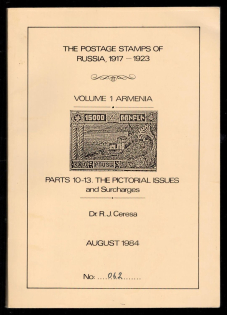 THE POSTAGE STAMPS OF
RUSSIA, 1917 – 1923
VOLUME 1 ARMENIA
15000
PARTS 10-13. THE PICTORIAL ISSUES
and Surcharges
Dr R. J. Ceresa
AUGUST 1984
No: ....062.......